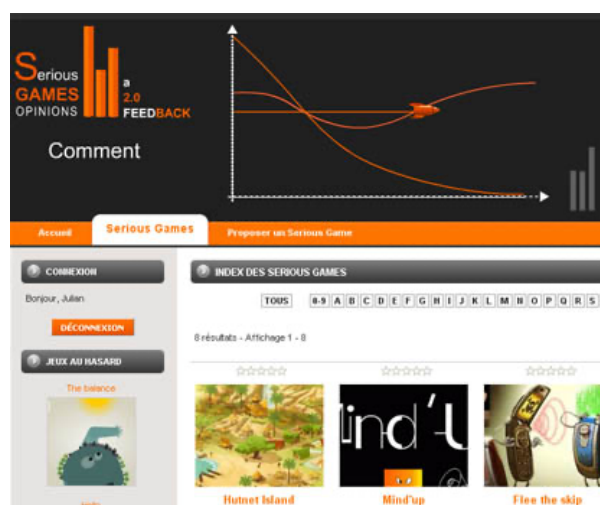 Serious
GAMES
OPINIONS
a
2.0
FEEDBACK
Comment
Accueil
Serious Games
Proposer un Serious Game
CONNEXION
Bonjour, Julian
DÉCONNEXION
JEUX AU HASARD
The balance
INDEX DES SERIOUS GAMES
TOUS 0-9 A B C D E F G H I J K L M N O P Q R S
8 résultats - Affichage 1 - 8
ind'U
Hutnet Island
Mind'up
Flee the skip